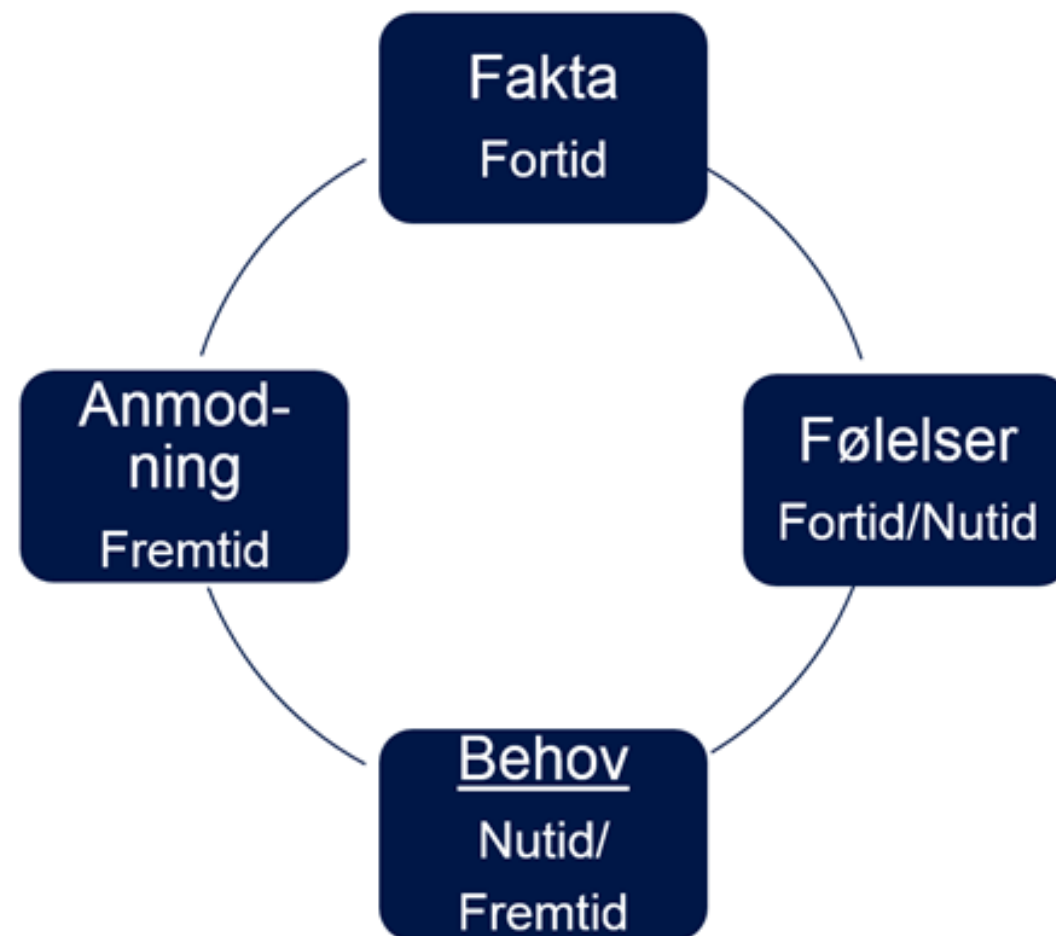 Fakta
Fortid
Følelser
Fortid/Nutid
Behov
Nutid/
Fremtid
Anmod-
ning
Fremtid